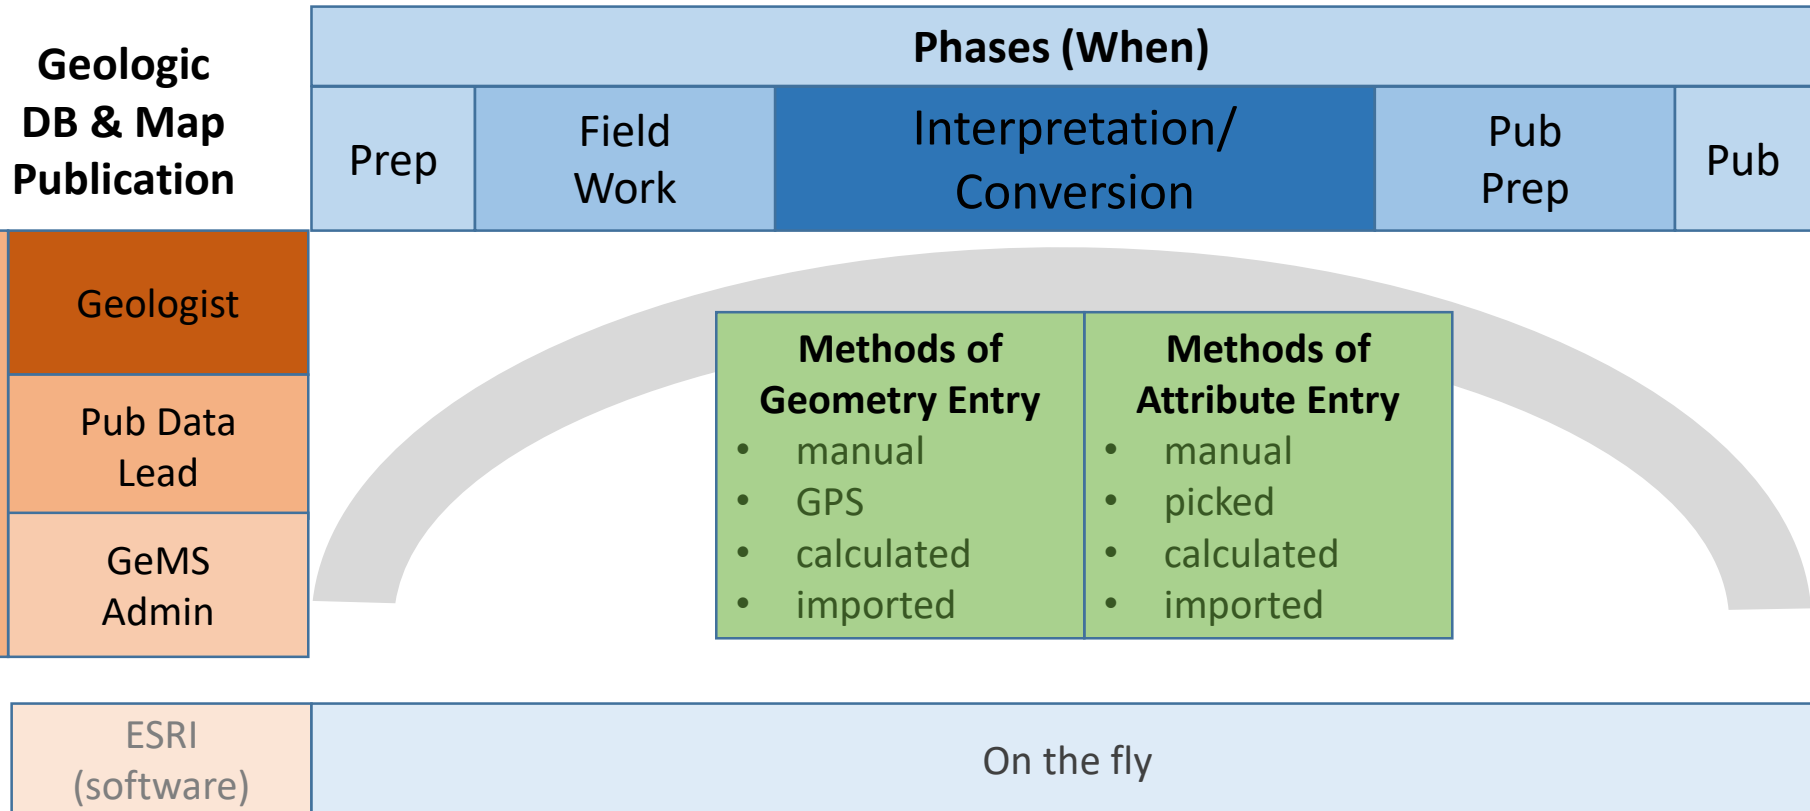 Geologic
DB & Map
Publication
Phases (When)
Prep
Field
Work
Interpretation/
Conversion
Pub
Prep
Pub
Geologist
Pub Data
Lead
GeMS
Admin
Methods of
Geometry Entry
• manual
• GPS
• calculated
• imported
Methods of
Attribute Entry
• manual
• picked
• calculated
• imported
ESRI
(software)
On the fly